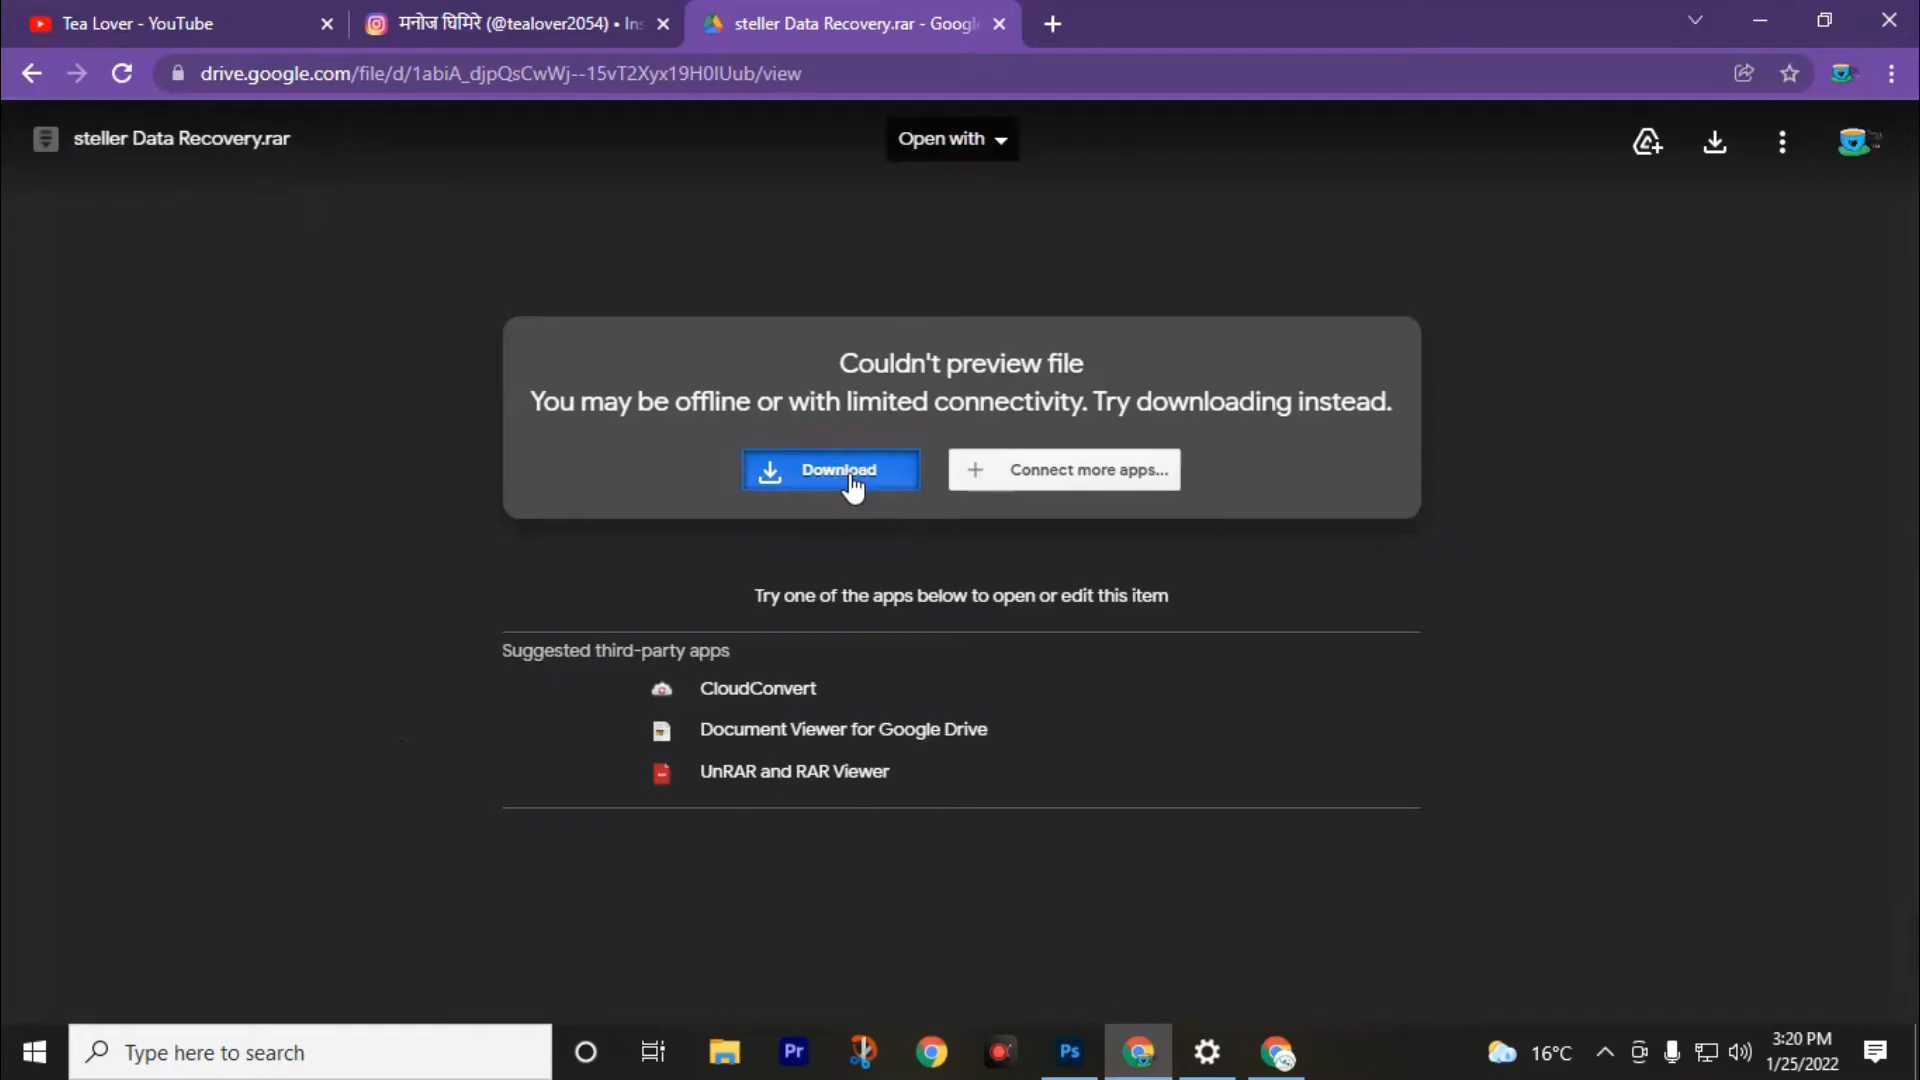 Tea Lover - YouTube
मनोज घिमिरे (@tealover2054) • Ins
steller Data Recovery.rar - Googl
drive.google.com/file/d/1abiA_djpQsCwWj--15vT2Xyx19H0IUub/view
steller Data Recovery.rar
Open with
Couldn't preview file
You may be offline or with limited connectivity. Try downloading instead.
Download
Connect more apps...
Try one of the apps below to open or edit this item
Suggested third-party apps
CloudConvert
Document Viewer for Google Drive
UnRAR and RAR Viewer
Type here to search
Pr
Ps
16°C
3:20 PM
1/25/2022